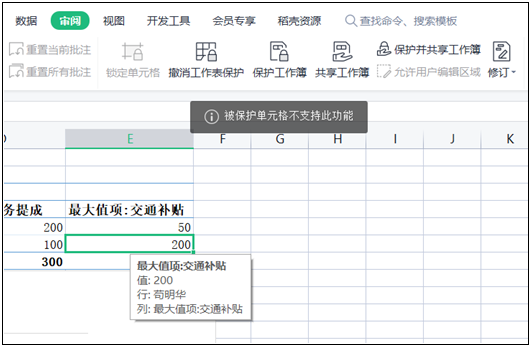 数据 审阅 视图 开发工具 会员专享 稻壳资源 查找命令、搜索模板
重置当前批注 锁定单元格 撤消工作表保护 保护工作簿 共享工作簿 保护并共享工作簿 修订
重置所有批注 允许用户编辑区域
被保护单元格不支持此功能
E F G H I J K
务提成 最大值项:交通补贴
200 50
100 200
300
最大值项:交通补贴
值: 200
行: 苟明华
列: 最大值项:交通补贴